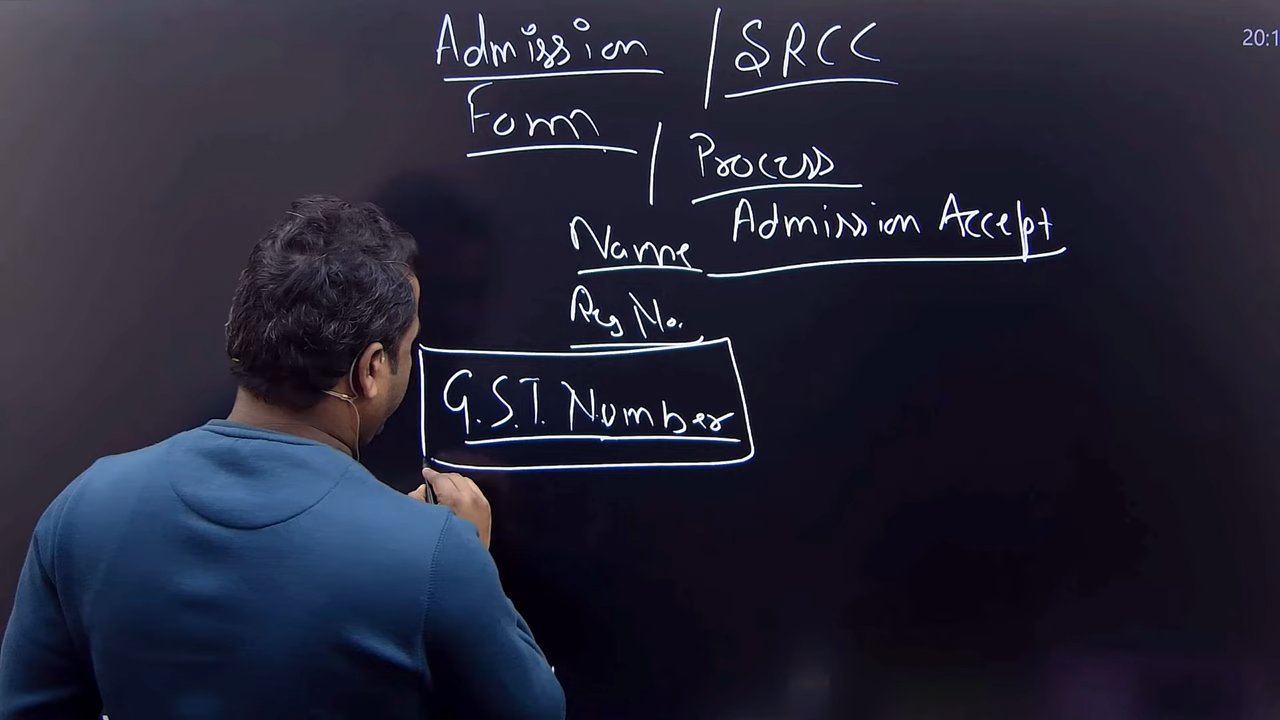 Admission / SRCC
Form / Process
Name Admission Accept
Reg No.
G.S.T. Number
20:1